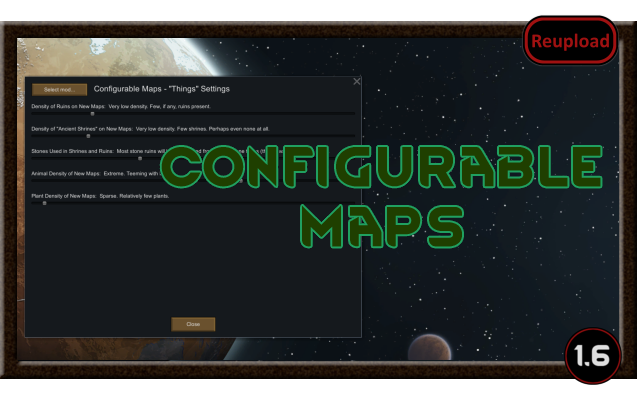 Reupload
Select mod...
Configurable Maps - "Things" Settings
Density of Ruins on New Maps: Very low density. Few, if any, ruins present.
Density of "Ancient Shrines" on New Maps: Very low density. Few shrines. Perhaps even none at all.
Stones Used in Shrines and Ruins: Most stone ruins will
Animal Density of New Maps: Extreme. Teeming with
Plant Density of New Maps: Sparse. Relatively few plants.
CONFIGURABLE
MAPS
Close
1.6